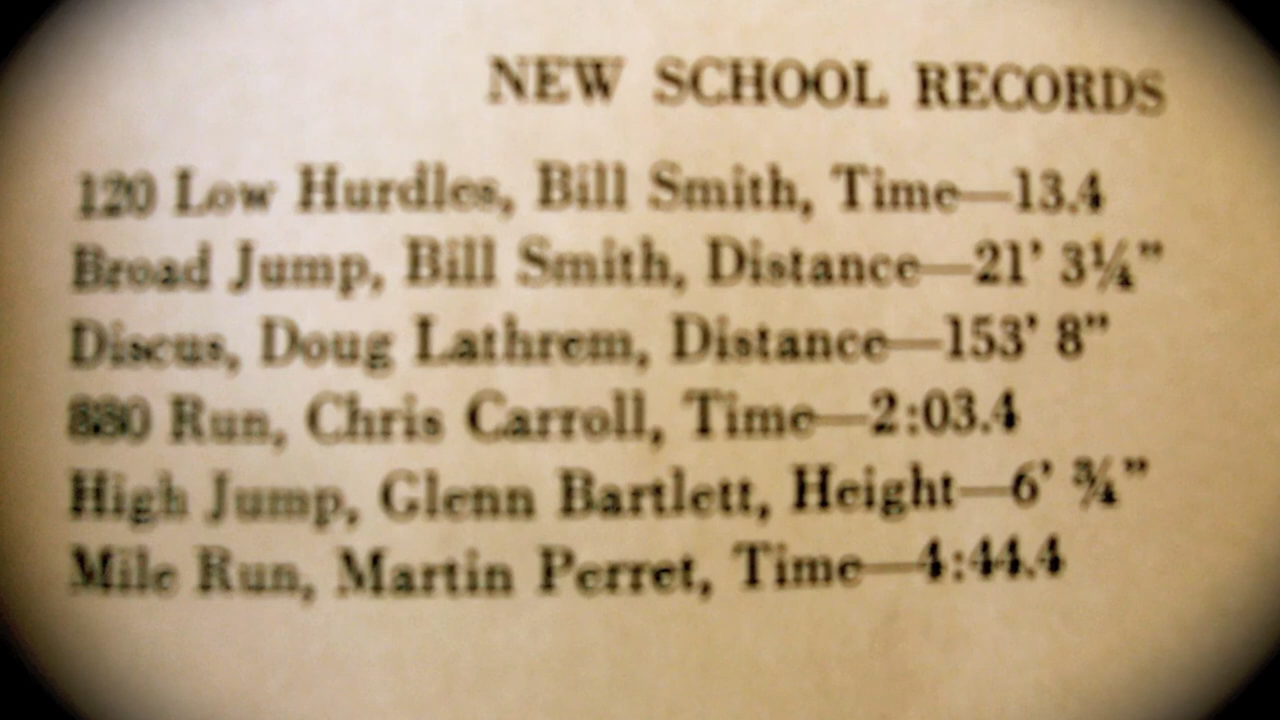 NEW SCHOOL RECORDS
120 Low Hurdles, Bill Smith, Time—13.4
Broad Jump, Bill Smith, Distance—21’ 3¼”
Discus, Doug Lathrem, Distance—153’ 8”
880 Run, Chris Carroll, Time—2:03.4
High Jump, Glenn Bartlett, Height—6’ ¾”
Mile Run, Martin Perret, Time—4:44.4